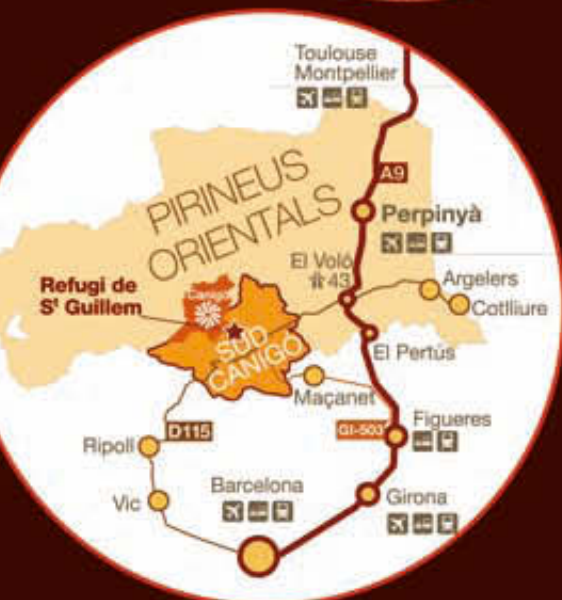 Toulouse
Montpellier
A9
PIRINEUS
ORIENTALS
Perpinyà
El Voló
43
Argelers
Cotlliure
Refugi de
St Guillem
SUD
CANIGÓ
El Pertús
Maçanet
D115
GI-503
Figueres
Ripoll
Vic
Barcelona
Girona